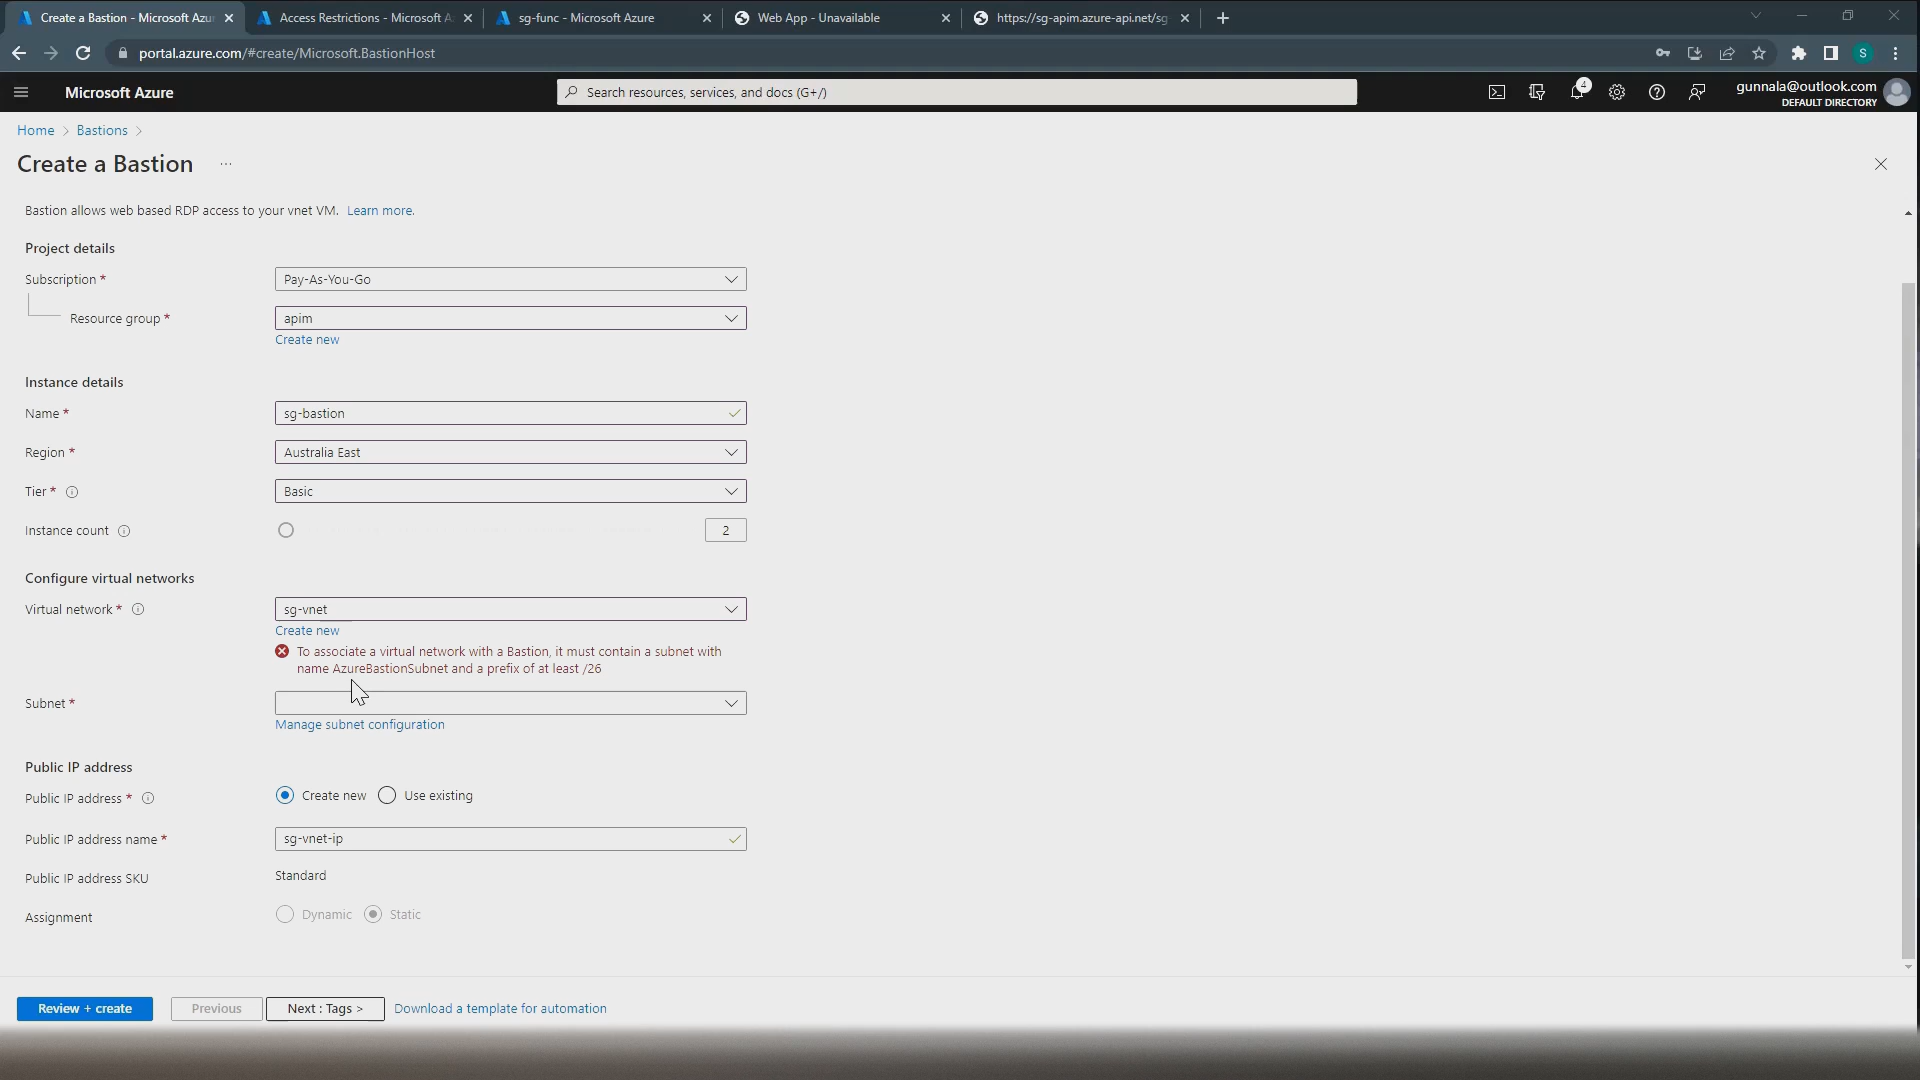 Create a Bastion - Microsoft Azur
Access Restrictions - Microsoft A
sg-func - Microsoft Azure
Web App - Unavailable
https://sg-apim.azure-api.net/sg
portal.azure.com/#create/Microsoft.BastionHost
S
Microsoft Azure
Search resources, services, and docs (G+/)
4
gunnala@outlook.com
DEFAULT DIRECTORY
Home > Bastions >
Create a Bastion ...
Bastion allows web based RDP access to your vnet VM. Learn more.
Project details
Subscription * Pay-As-You-Go
Resource group * apim
Create new
Instance details
Name * sg-bastion
Region * Australia East
Tier * Basic
Instance count 2
Configure virtual networks
Virtual network * sg-vnet
Create new
To associate a virtual network with a Bastion, it must contain a subnet with
name AzureBastionSubnet and a prefix of at least /26
Subnet *
Manage subnet configuration
Public IP address
Public IP address * Create new Use existing
Public IP address name * sg-vnet-ip
Public IP address SKU Standard
Assignment Dynamic Static
Review + create Previous Next : Tags > Download a template for automation